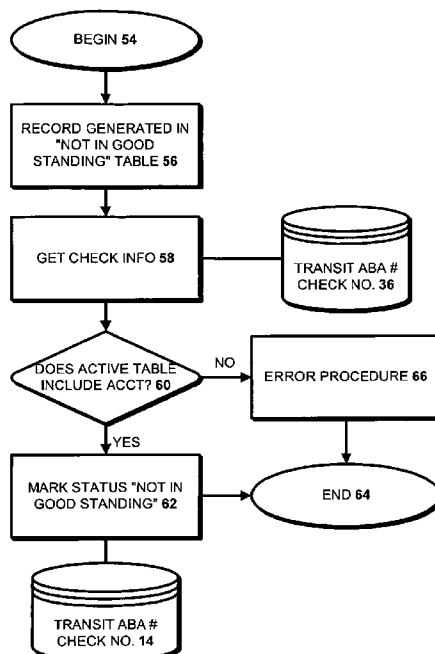 BEGIN 54
RECORD GENERATED IN
"NOT IN GOOD
STANDING" TABLE 56
GET CHECK INFO 58
TRANSIT ABA #
CHECK NO. 36
DOES ACTIVE TABLE
INCLUDE ACCT? 60
NO
ERROR PROCEDURE 66
YES
MARK STATUS "NOT IN
GOOD STANDING" 62
END 64
TRANSIT ABA #
CHECK NO. 14